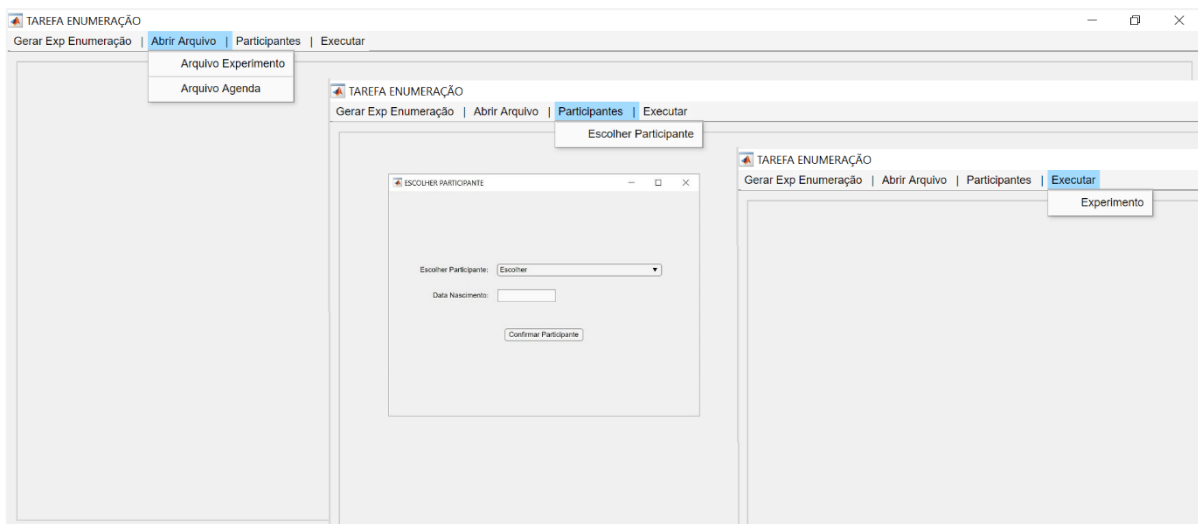 TAREFA ENUMERAÇÃO
Gerar Exp Enumeração | Abrir Arquivo | Participantes | Executar
Arquivo Experimento
Arquivo Agenda
TAREFA ENUMERAÇÃO
Gerar Exp Enumeração | Abrir Arquivo | Participantes | Executar
Escolher Participante
ESCOLHER PARTICIPANTE
Escolher Participante: Escolher
Data Nascimento:
Confirmar Participante
TAREFA ENUMERAÇÃO
Gerar Exp Enumeração | Abrir Arquivo | Participantes | Executar
Experimento